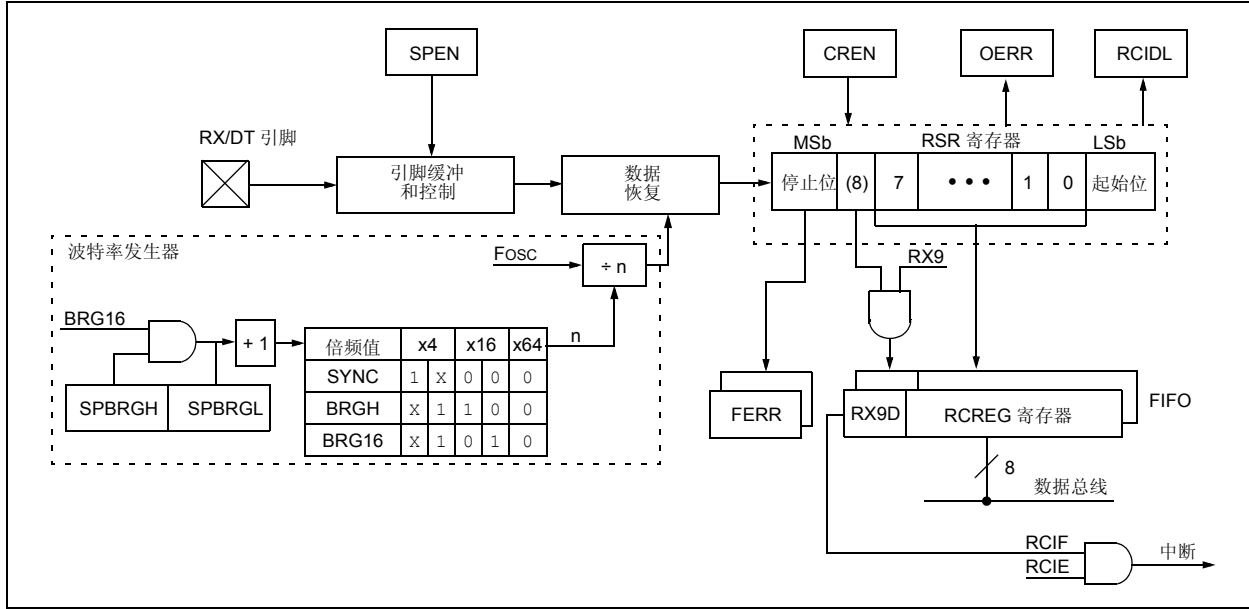 SPEN
CREN
OERR
RCIDL
RX/DT 引脚
引脚缓冲
和控制
数据
恢复
MSb
RSR 寄存器
LSb
停止位 (8) 7 • • • 1 0 起始位
波特率发生器
FOSC
÷ n
RX9
BRG16
+ 1
n
SPBRGH SPBRGL
倍频值 x4 x16 x64
SYNC 1 X 0 0 0
BRGH X 1 1 0 0
BRG16 X 1 0 1 0
FERR
RX9D RCREG 寄存器
FIFO
8
数据总线
RCIF
RCIE
中断